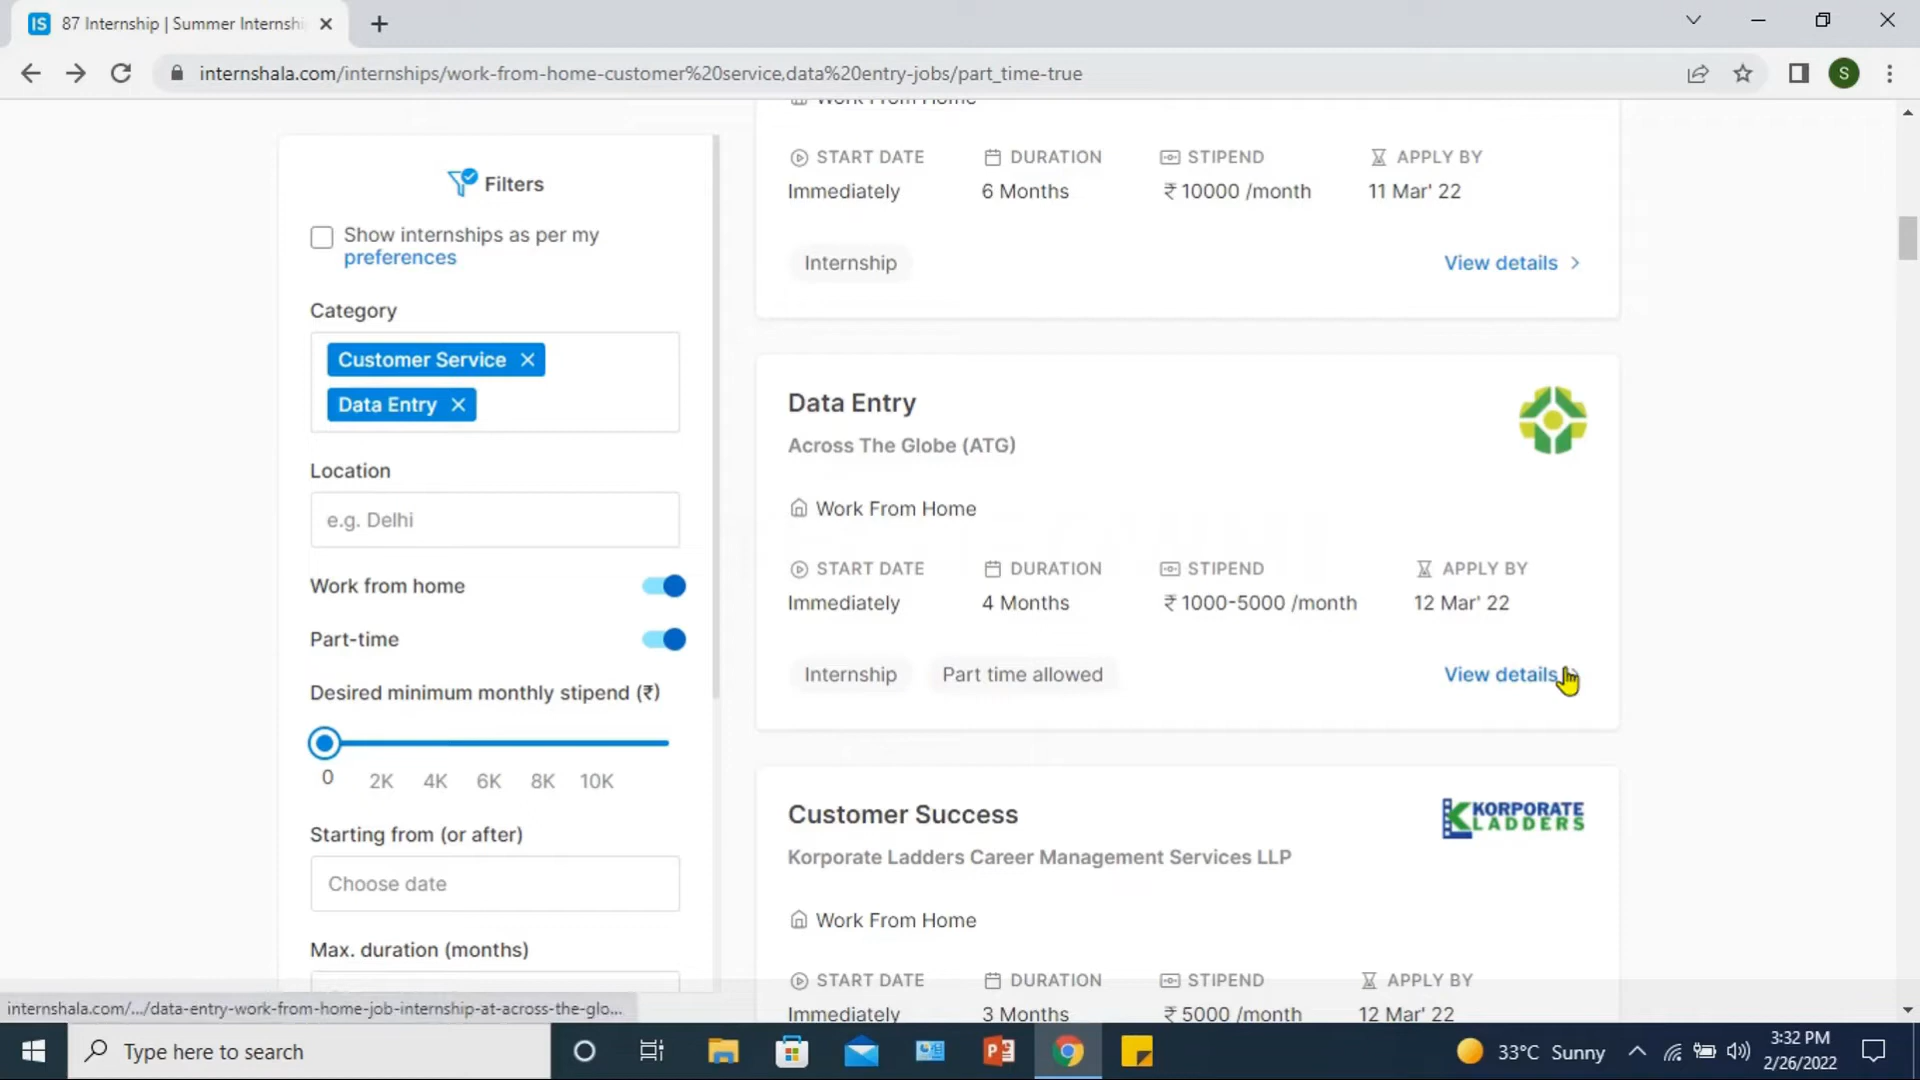 IS 87 Internship | Summer Internshi
internshala.com/internships/work-from-home-customer%20service,data%20entry-jobs/part_time-true
S
Filters
Show internships as per my
preferences
Category
Customer Service
Data Entry
Location
e.g. Delhi
Work from home
Part-time
Desired minimum monthly stipend (₹)
0 2K 4K 6K 8K 10K
Starting from (or after)
Choose date
Max. duration (months)
Work From Home
START DATE DURATION STIPEND APPLY BY
Immediately 6 Months ₹ 10000 /month 11 Mar' 22
Internship View details
Data Entry
Across The Globe (ATG)
Work From Home
START DATE DURATION STIPEND APPLY BY
Immediately 4 Months ₹ 1000-5000 /month 12 Mar' 22
Internship Part time allowed View details
Customer Success
KORPORATE
LADDERS
Korporate Ladders Career Management Services LLP
Work From Home
START DATE DURATION STIPEND APPLY BY
Immediately 3 Months ₹ 5000 /month 12 Mar' 22
internshala.com/.../data-entry-work-from-home-job-internship-at-across-the-glo...
Type here to search
33°C Sunny
3:32 PM
2/26/2022